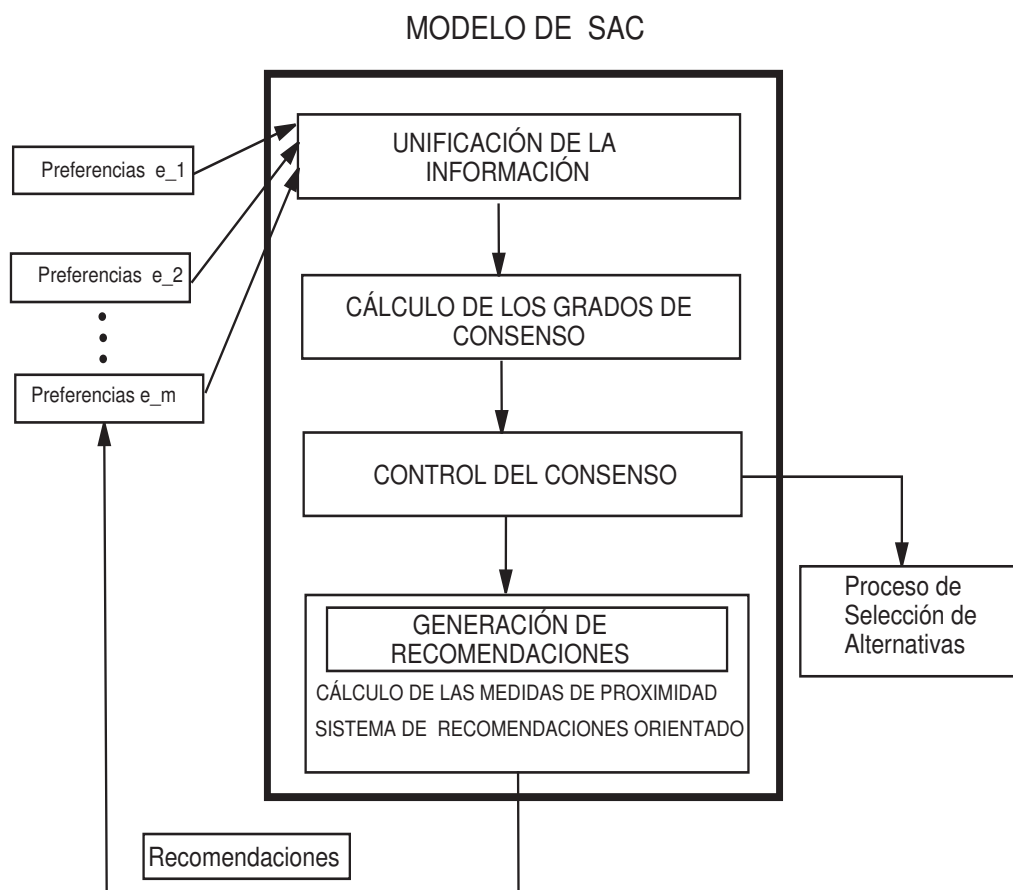 MODELO DE SAC
UNIFICACIÓN DE LA
INFORMACIÓN
Preferencias e_1
Preferencias e_2
Preferencias e_m
CÁLCULO DE LOS GRADOS DE
CONSENSO
CONTROL DEL CONSENSO
Proceso de
Selección de
Alternativas
GENERACIÓN DE
RECOMENDACIONES
CÁLCULO DE LAS MEDIDAS DE PROXIMIDAD
SISTEMA DE RECOMENDACIONES ORIENTADO
Recomendaciones